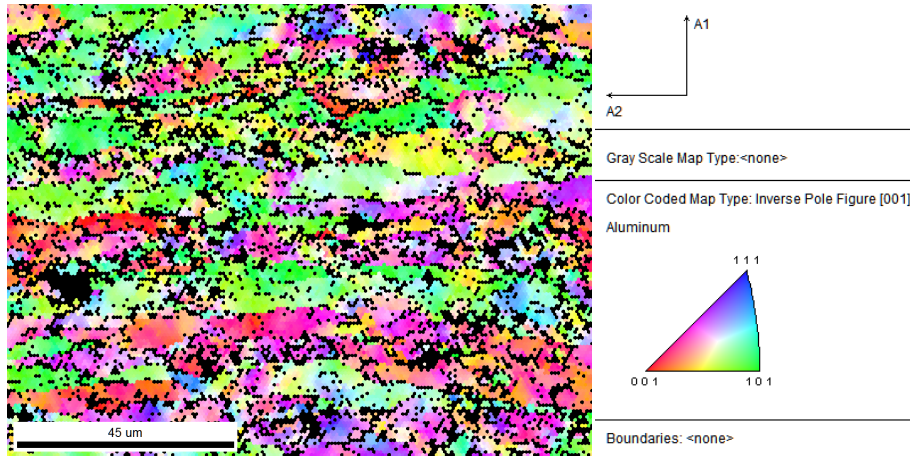 A1
A2
Gray Scale Map Type:<none>
Color Coded Map Type: Inverse Pole Figure [001]
Aluminum
1 1 1
0 0 1
1 0 1
45 um
Boundaries: <none>